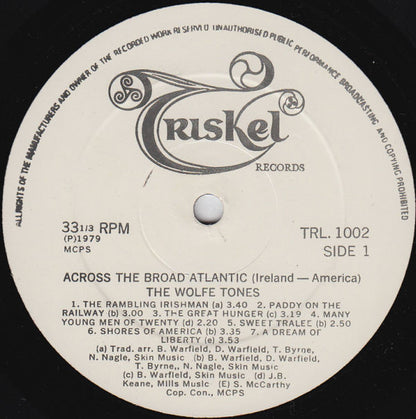 ALL RIGHTS OF THE MANUFACTURERS AND OWNER OF THE RECORDED WORK RESERVED UNAUTHORISED PUBLIC PERFORMANCE BROADCASTING AND COPYING PROHIBITED
TRISKEL
RECORDS
33 1/3 RPM
(P)1979
MCPS
TRL. 1002
SIDE 1
ACROSS THE BROAD ATLANTIC (Ireland — America)
THE WOLFE TONES
1. THE RAMBLING IRISHMAN (a) 3.40 2. PADDY ON THE
RAILWAY (b) 3.00 3. THE GREAT HUNGER (c) 3.19 4. MANY
YOUNG MEN OF TWENTY (d) 2.20 5. SWEET TRALEE (b) 2.50
6. SHORES OF AMERICA (b) 3.35 7. A DREAM OF
LIBERTY (e) 3.53
(a) Trad. arr. B. Warfield, D. Warfield, T. Byrne,
N. Nagle, Skin Music (b) B. Warfield, D. Warfield,
T. Byrne,, N. Nagle, Skin Music
(c) B. Warfield, Skin Music (d) J.B.
Keane, Mills Music (E) S. McCarthy
Cop. Con., MCPS